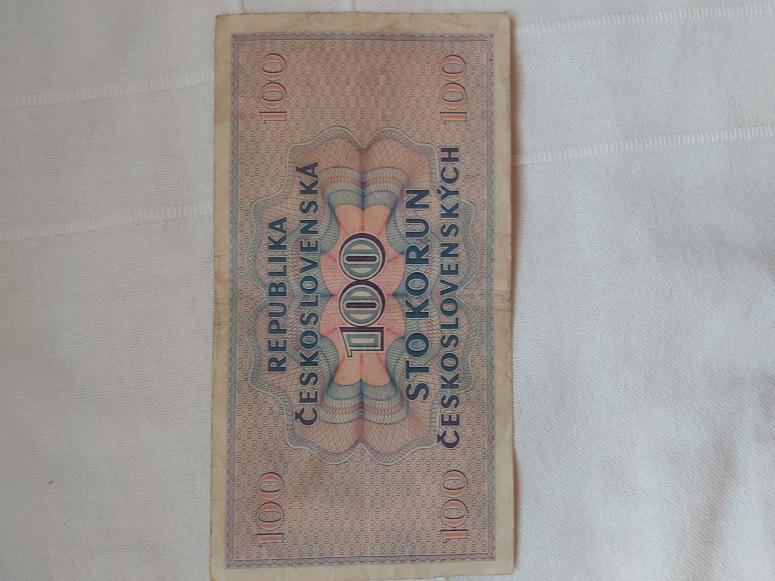 100 100
REPUBLIKA
ČESKOSLOVENSKÁ
100
STO KORUN
ČESKOSLOVENSKÝCH
100 100